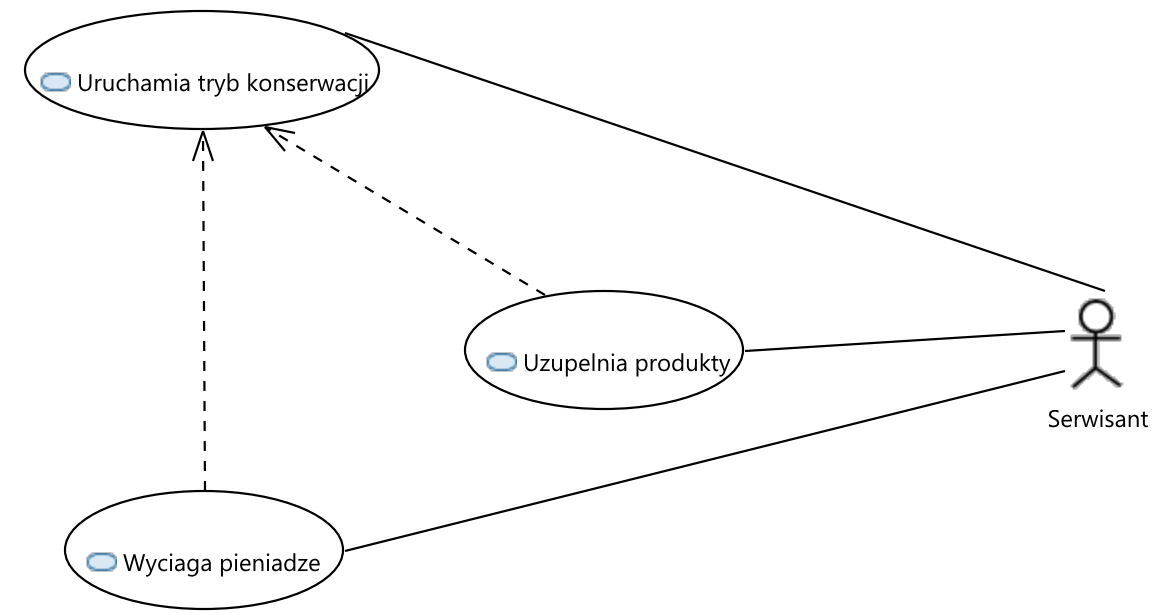 Uruchamia tryb konserwacji
Uzupelnia produkty
Serwisant
Wyciaga pieniadze